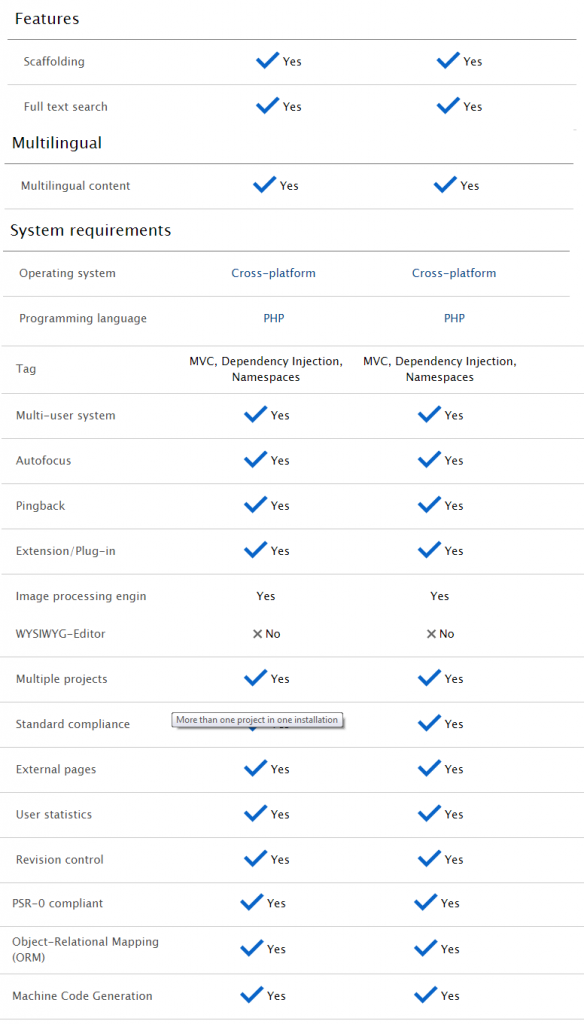 Features
Scaffolding Yes Yes
Full text search Yes Yes
Multilingual
Multilingual content Yes Yes
System requirements
Operating system Cross-platform Cross-platform
Programming language PHP PHP
Tag MVC, Dependency Injection, Namespaces MVC, Dependency Injection, Namespaces
Multi-user system Yes Yes
Autofocus Yes Yes
Pingback Yes Yes
Extension/Plug-in Yes Yes
Image processing engin Yes Yes
WYSIWYG-Editor No No
Multiple projects Yes Yes
More than one project in one installation
Standard compliance Yes
External pages Yes Yes
User statistics Yes Yes
Revision control Yes Yes
PSR-0 compliant Yes Yes
Object-Relational Mapping
(ORM) Yes Yes
Machine Code Generation Yes Yes